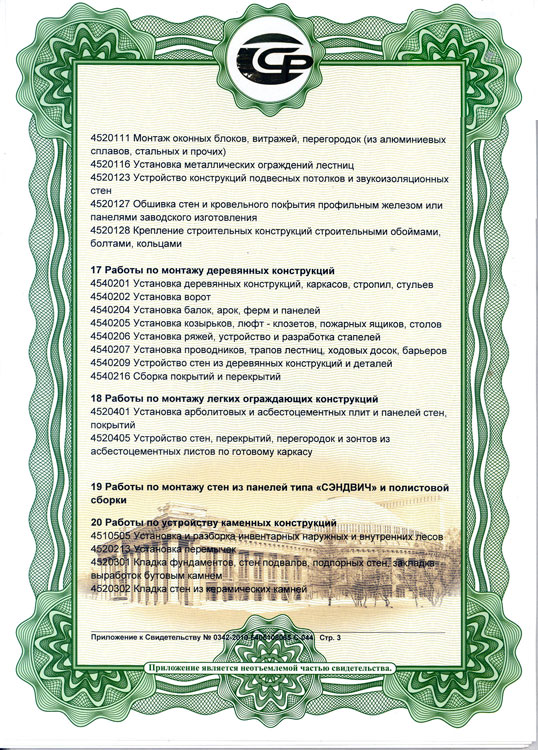 ССР
4520111 Монтаж оконных блоков, витражей, перегородок (из алюминиевых
сплавов, стальных и прочих)
4520116 Установка металлических ограждений лестниц
4520123 Устройство конструкций подвесных потолков и звукоизоляционных
стен
4520127 Обшивка стен и кровельного покрытия профильным железом или
панелями заводского изготовления
4520128 Крепление строительных конструкций строительными обоймами,
болтами, кольцами
17 Работы по монтажу деревянных конструкций
4540201 Установка деревянных конструкций, каркасов, стропил, стульев
4540202 Установка ворот
4540204 Установка балок, арок, ферм и панелей
4540205 Установка козырьков, люфт - клозетов, пожарных ящиков, столов
4540206 Установка ряжей, устройство и разработка стапелей
4540207 Установка проводников, трапов лестниц, ходовых досок, барьеров
4540209 Устройство стен из деревянных конструкций и деталей
4540216 Сборка покрытий и перекрытий
18 Работы по монтажу легких ограждающих конструкций
4520401 Установка арболитовых и асбестоцементных плит и панелей стен,
покрытий
4520405 Устройство стен, перекрытий, перегородок и зонтов из
асбестоцементных листов по готовому каркасу
19 Работы по монтажу стен из панелей типа «СЭНДВИЧ» и полистовой
сборки
20 Работы по устройству каменных конструкций
4510505 Установка и разборка инвентарных наружных и внутренних лесов
4520213 Установка перемычек
4520301 Кладка фундаментов, стен подвалов, подпорных стен, закладка
выработок бутовым камнем
4520302 Кладка стен из керамических камней
Приложение к Свидетельству № Стр. 3
Приложение является неотъемлемой частью свидетельства.